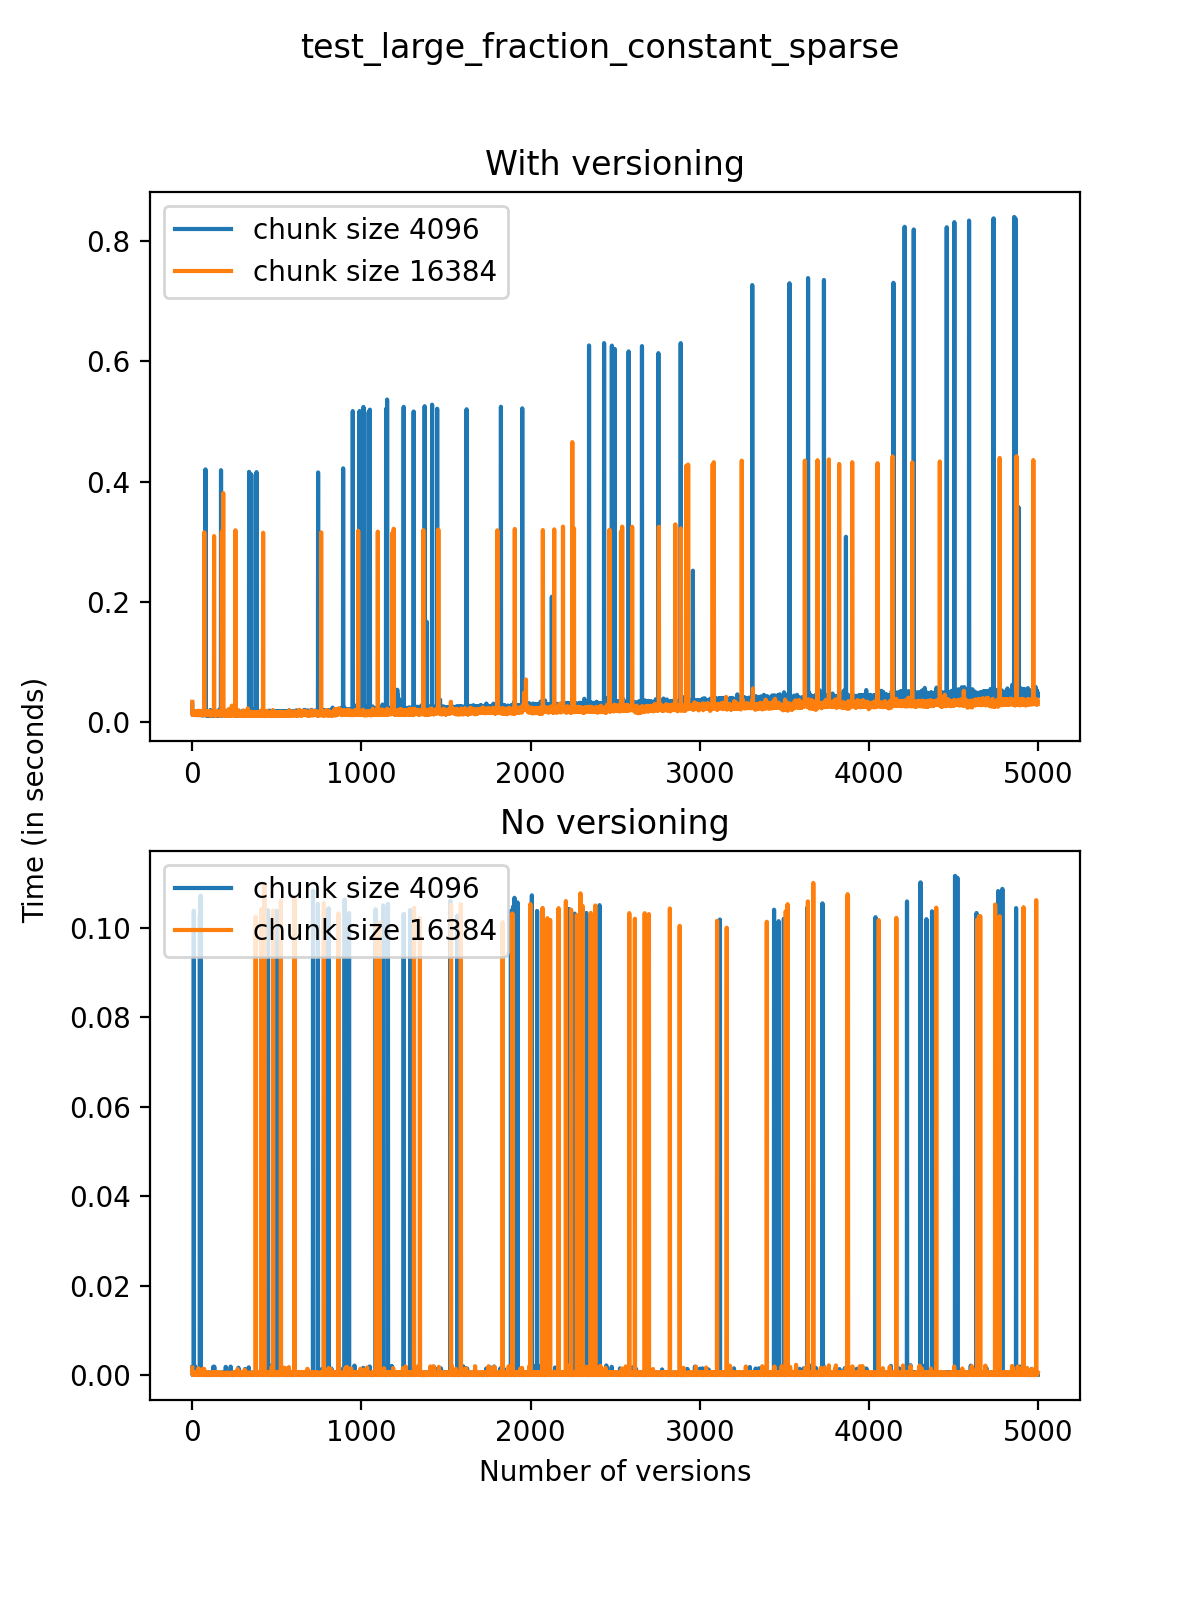 test_large_fraction_constant_sparse
With versioning
chunk size 4096
chunk size 16384
0.8
0.6
0.4
0.2
0.0
0 1000 2000 3000 4000 5000
Time (in seconds)
No versioning
chunk size 4096
chunk size 16384
0.10
0.08
0.06
0.04
0.02
0.00
0 1000 2000 3000 4000 5000
Number of versions